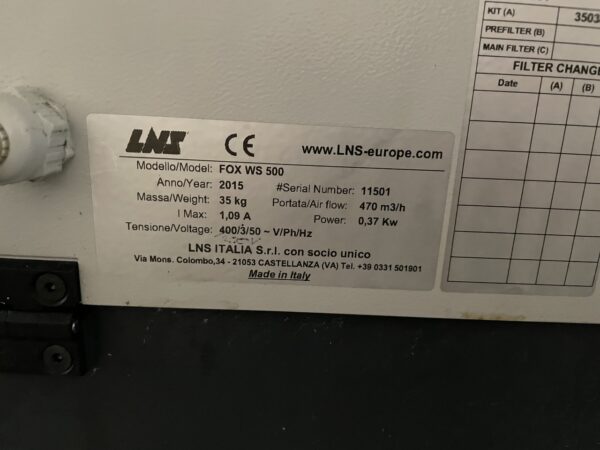 KIT (A) 3503
PREFILTER (B)
MAIN FILTER (C)
FILTER CHANGE
Date (A) (B)
LNS CE www.LNS-europe.com
Modello/Model: FOX WS 500
Anno/Year: 2015 #Serial Number: 11501
Massa/Weight: 35 kg Portata/Air flow: 470 m3/h
I Max: 1,09 A Power: 0,37 Kw
Tensione/Voltage: 400/3/50 ~ V/Ph/Hz
LNS ITALIA S.r.l. con socio unico
Via Mons. Colombo,34 - 21053 CASTELLANZA (VA) Tel. +39 0331 501901
Made in Italy